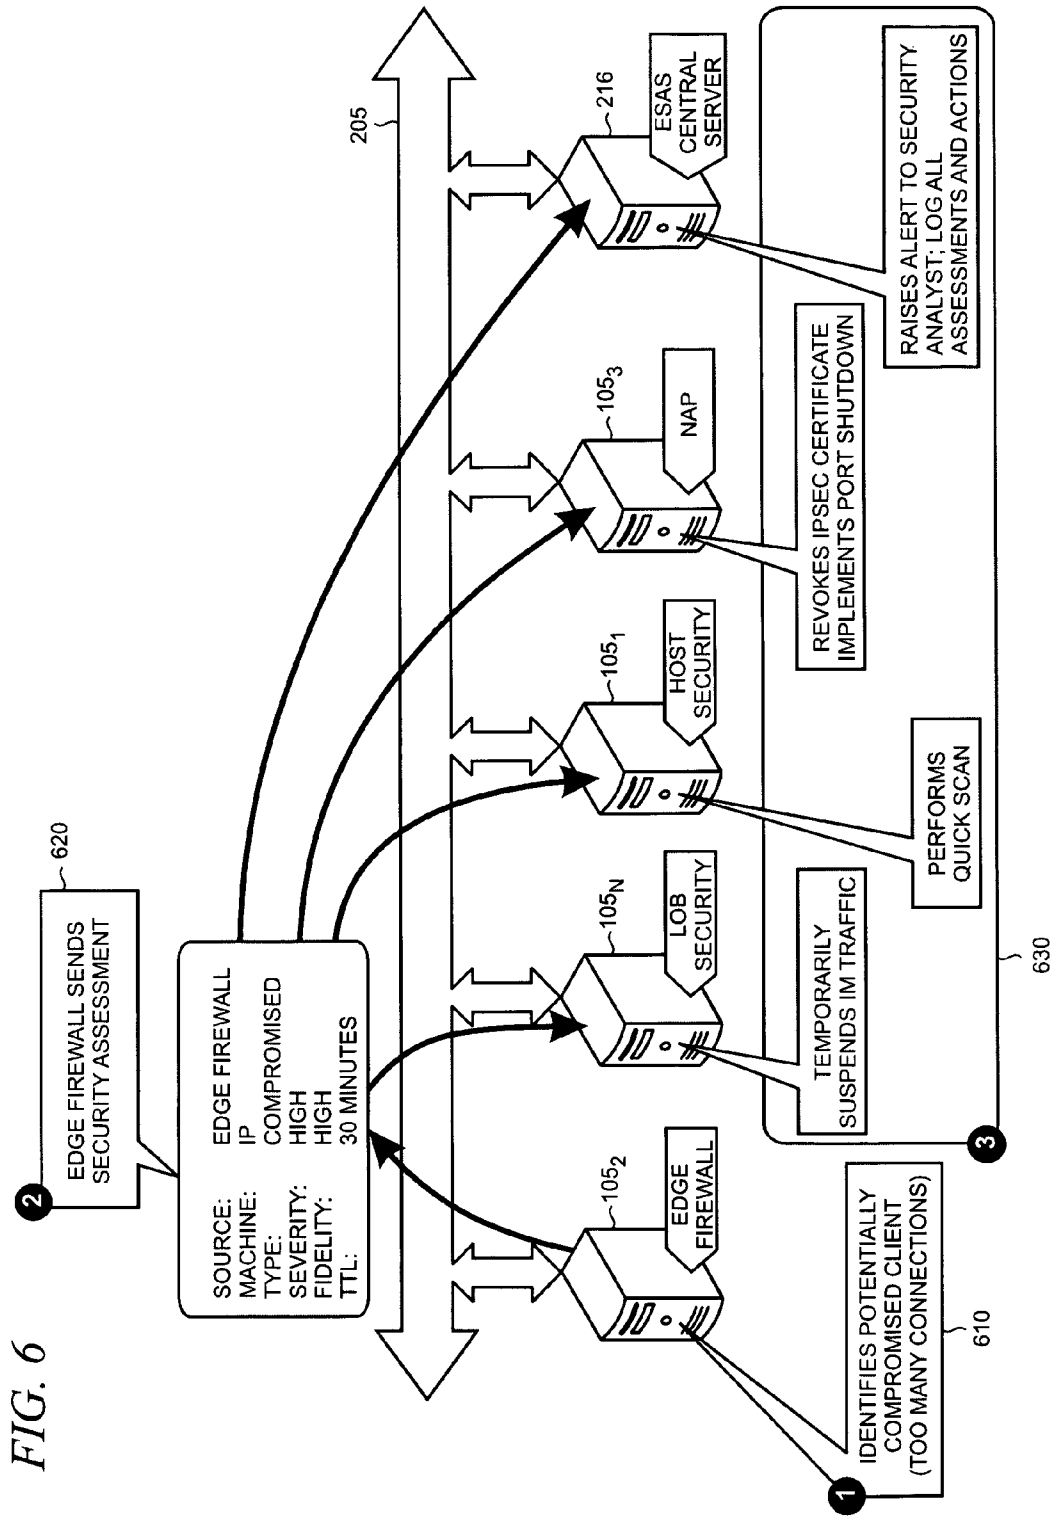 FIG. 6
2
EDGE FIREWALL SENDS
SECURITY ASSESSMENT
620
SOURCE: EDGE FIREWALL
MACHINE: IP
TYPE: COMPROMISED
SEVERITY: HIGH
FIDELITY: HIGH
TTL: 30 MINUTES
205
105₂
EDGE
FIREWALL
105N
LOB
SECURITY
105₁
HOST
SECURITY
105₃
NAP
216
ESAS
CENTRAL
SERVER
1
IDENTIFIES POTENTIALLY
COMPROMISED CLIENT
(TOO MANY CONNECTIONS)
610
3
TEMPORARILY
SUSPENDS IM TRAFFIC
PERFORMS
QUICK SCAN
REVOKES IPSEC CERTIFICATE
IMPLEMENTS PORT SHUTDOWN
RAISES ALERT TO SECURITY
ANALYST; LOG ALL
ASSESSMENTS AND ACTIONS
630